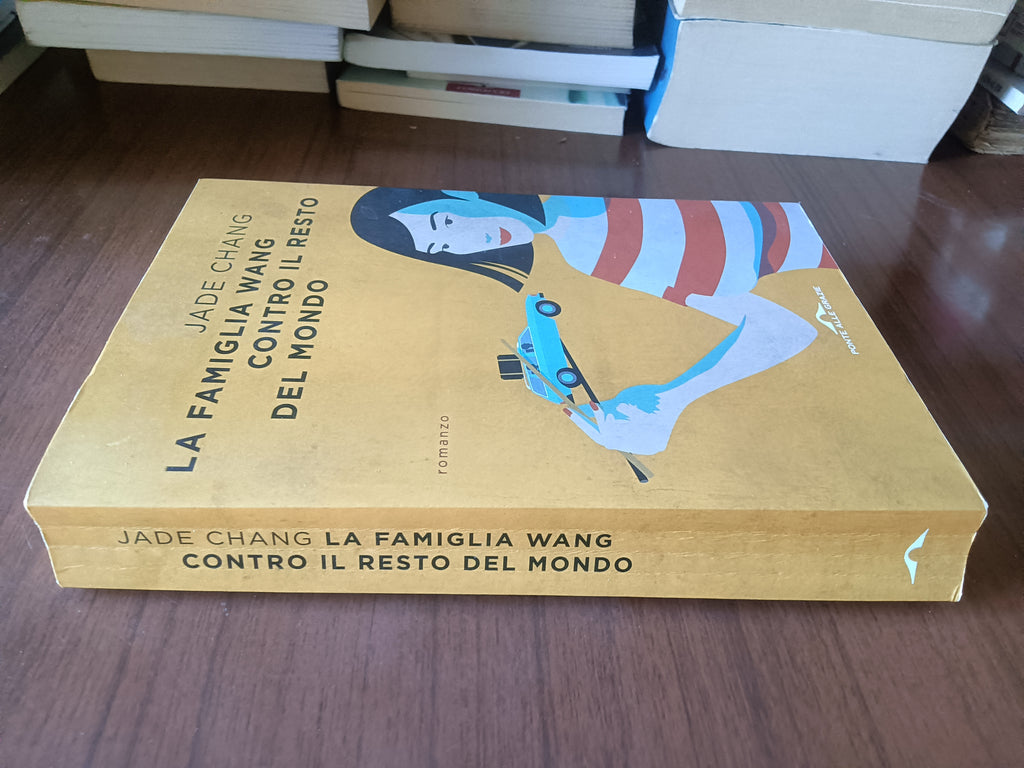 JADE CHANG
LA FAMIGLIA WANG
CONTRO IL RESTO
DEL MONDO
romanzo
PONTE ALLE GRAZIE
JADE CHANG LA FAMIGLIA WANG
CONTRO IL RESTO DEL MONDO